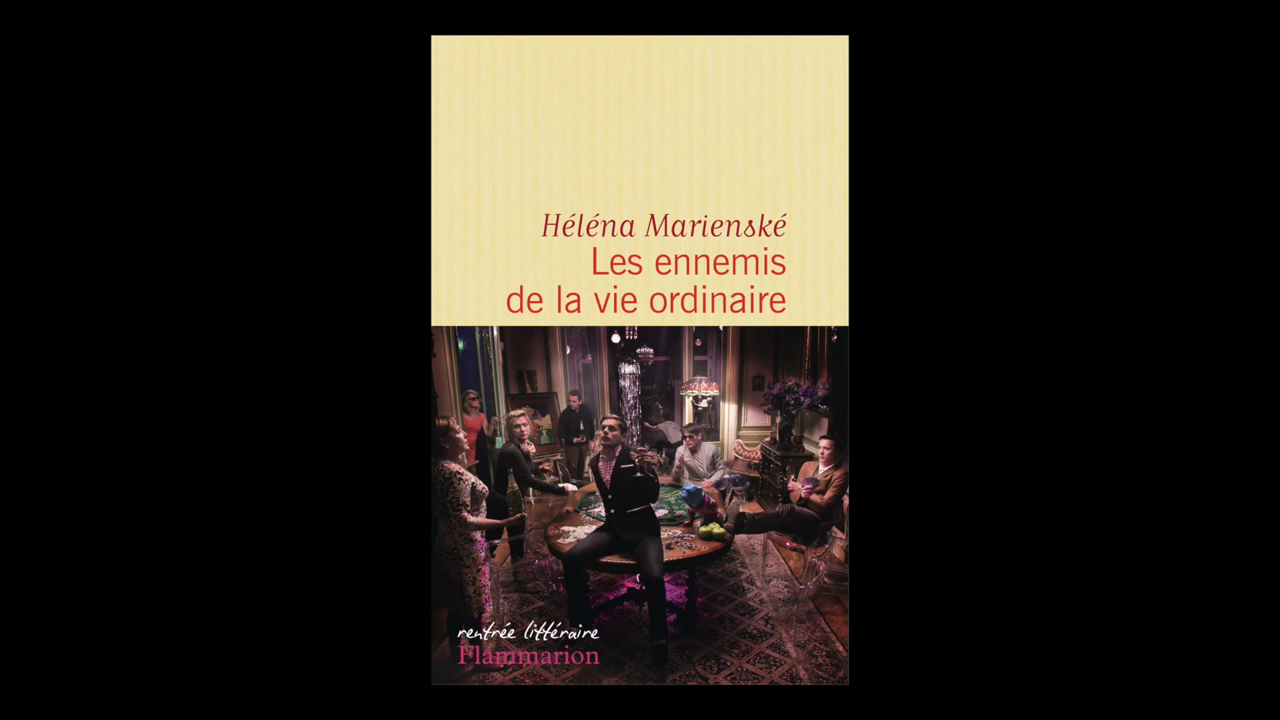 Héléna Marienské
Les ennemis
de la vie ordinaire
rentrée littéraire
Flammarion